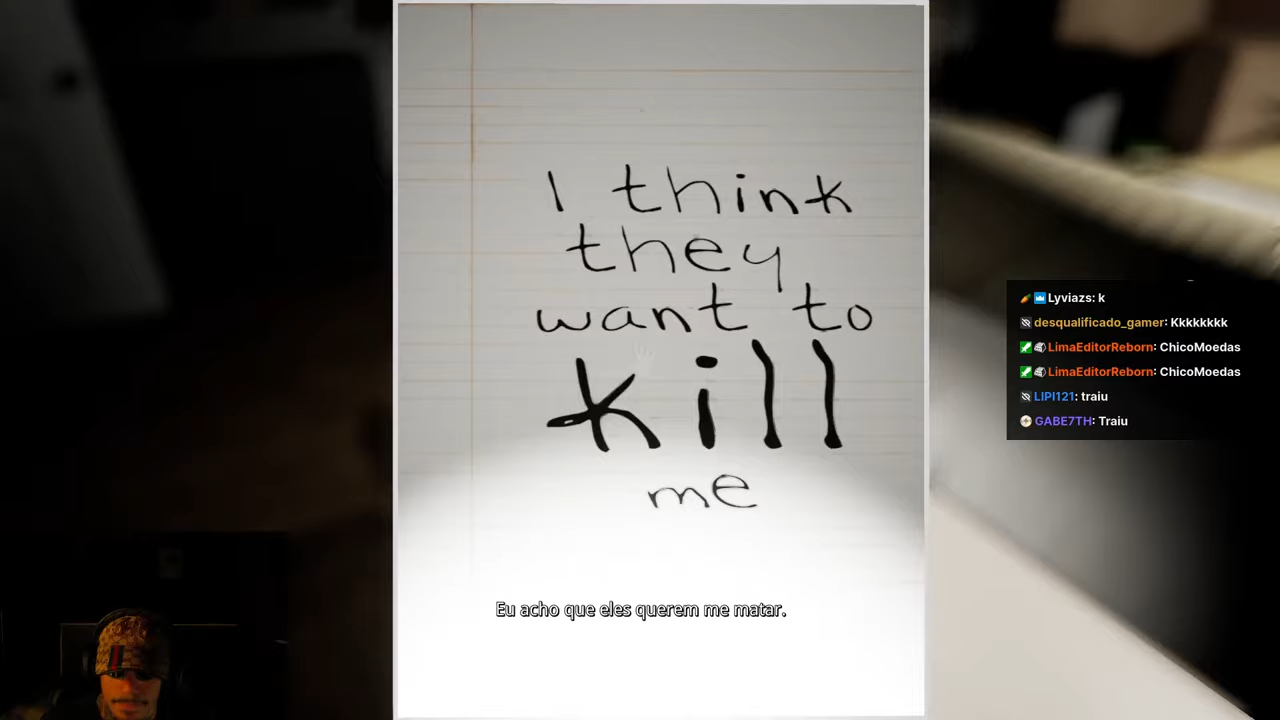 I think
they
want to
kill
me
Eu acho que eles querem me matar.
Lyviazs: k
desqualificado_gamer: Kkkkkkkk
LimaEditorReborn: ChicoMoedas
LimaEditorReborn: ChicoMoedas
LIPI121: traiu
GABE7TH: Traiu